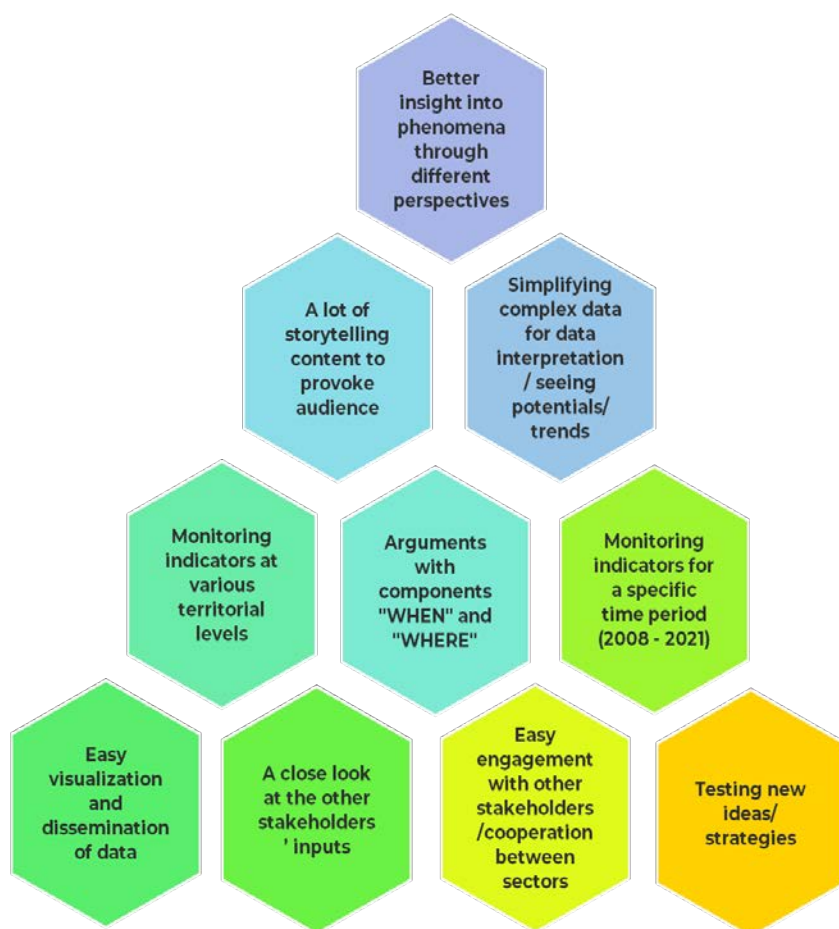 Better
insight into
phenomena
through
different
perspectives
A lot of
storytelling
content to
provoke
audience
Simplifying
complex data
for data
interpretation
/ seeing
potentials/
trends
Monitoring
indicators at
various
territorial
levels
Arguments
with
components
"WHEN" and
"WHERE"
Monitoring
indicators for
a specific
time period
(2008 - 2021)
Easy
visualization
and
dissemination
of data
A close look
at the other
stakeholders
' inputs
Easy
engagement
with other
stakeholders
/cooperation
between
sectors
Testing new
ideas/
strategies